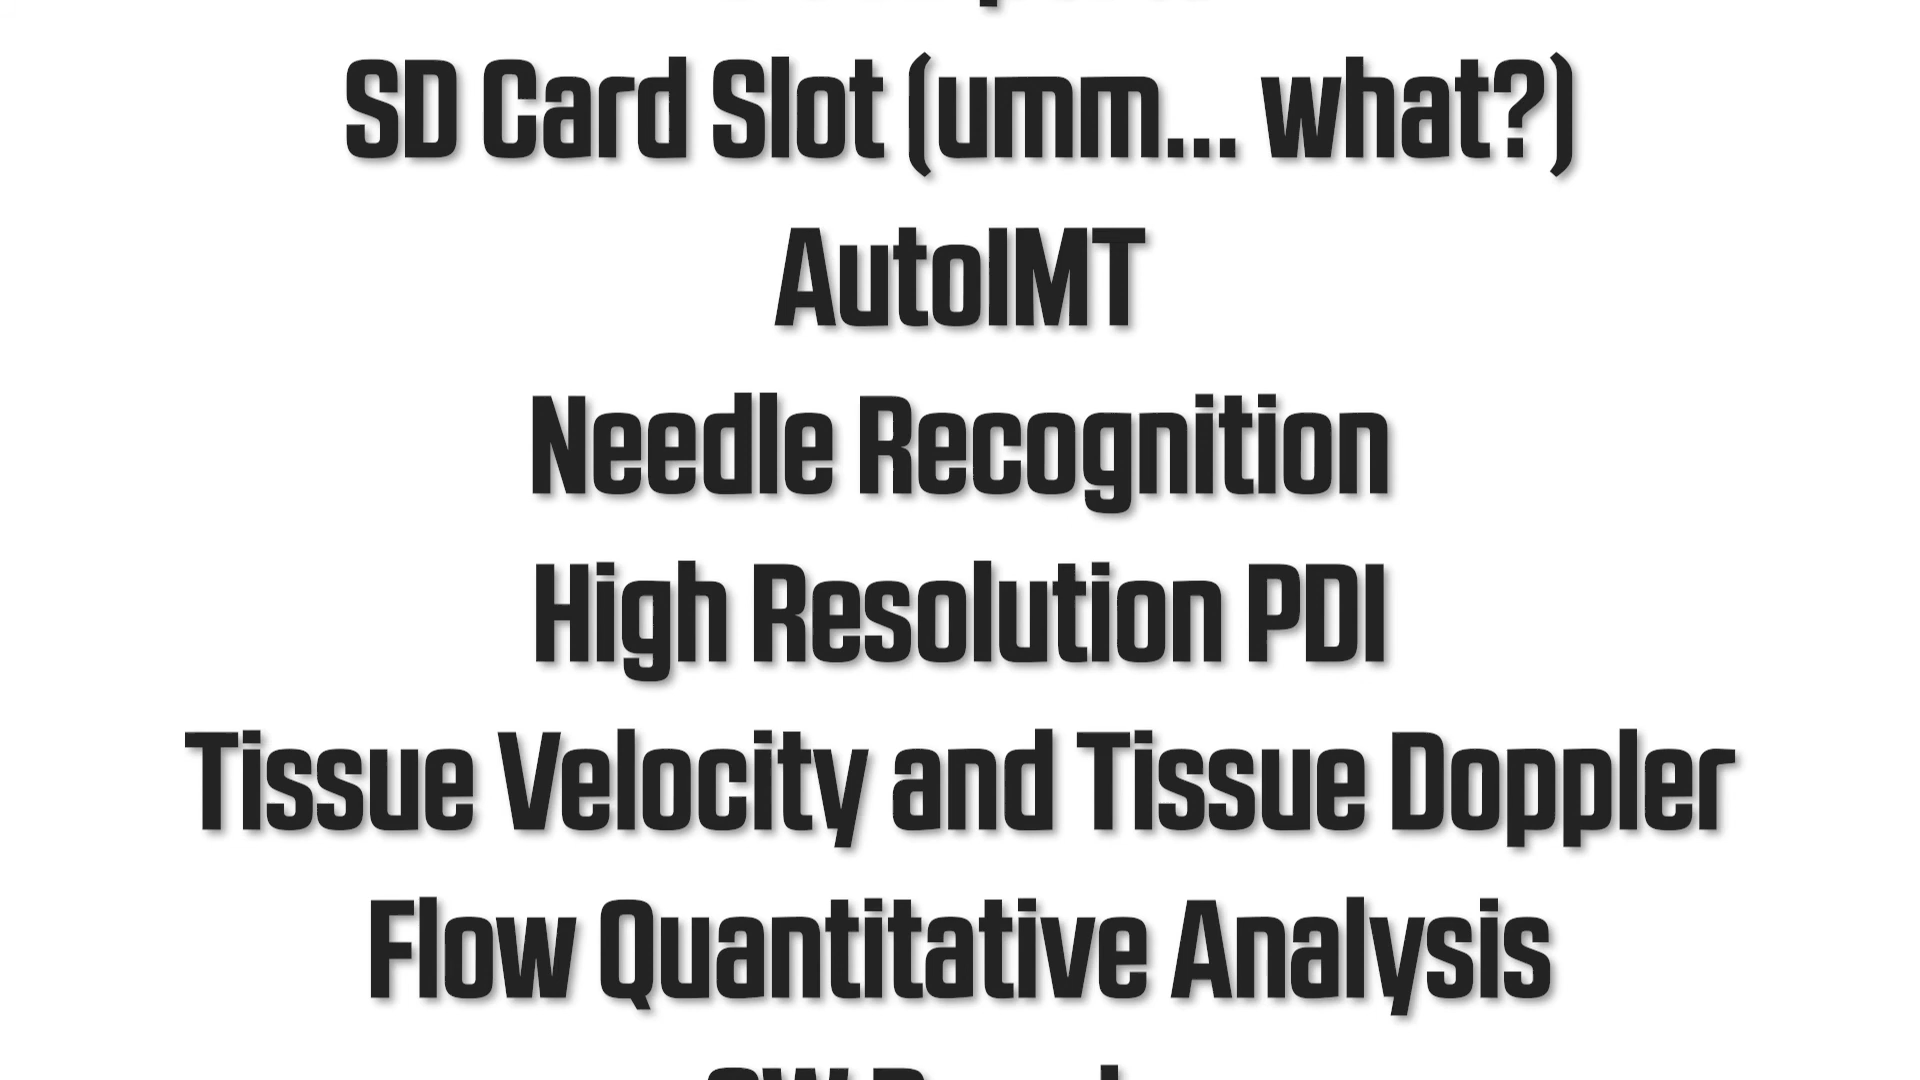 SD Card Slot (umm... what?)
AutoIMT
Needle Recognition
High Resolution PDI
Tissue Velocity and Tissue Doppler
Flow Quantitative Analysis